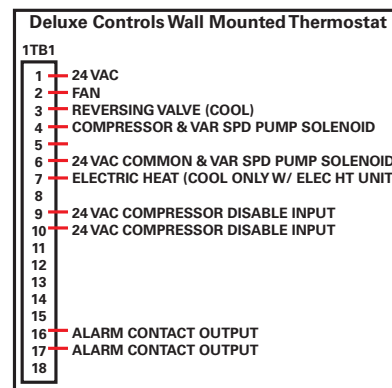 Deluxe Controls Wall Mounted Thermostat
1TB1
1 24 VAC
2 FAN
3 REVERSING VALVE (COOL)
4 COMPRESSOR & VAR SPD PUMP SOLENOID
5
6 24 VAC COMMON & VAR SPD PUMP SOLENOID
7 ELECTRIC HEAT (COOL ONLY W/ ELEC HT UNIT
8
9 24 VAC COMPRESSOR DISABLE INPUT
10 24 VAC COMPRESSOR DISABLE INPUT
11
12
13
14
15
16 ALARM CONTACT OUTPUT
17 ALARM CONTACT OUTPUT
18